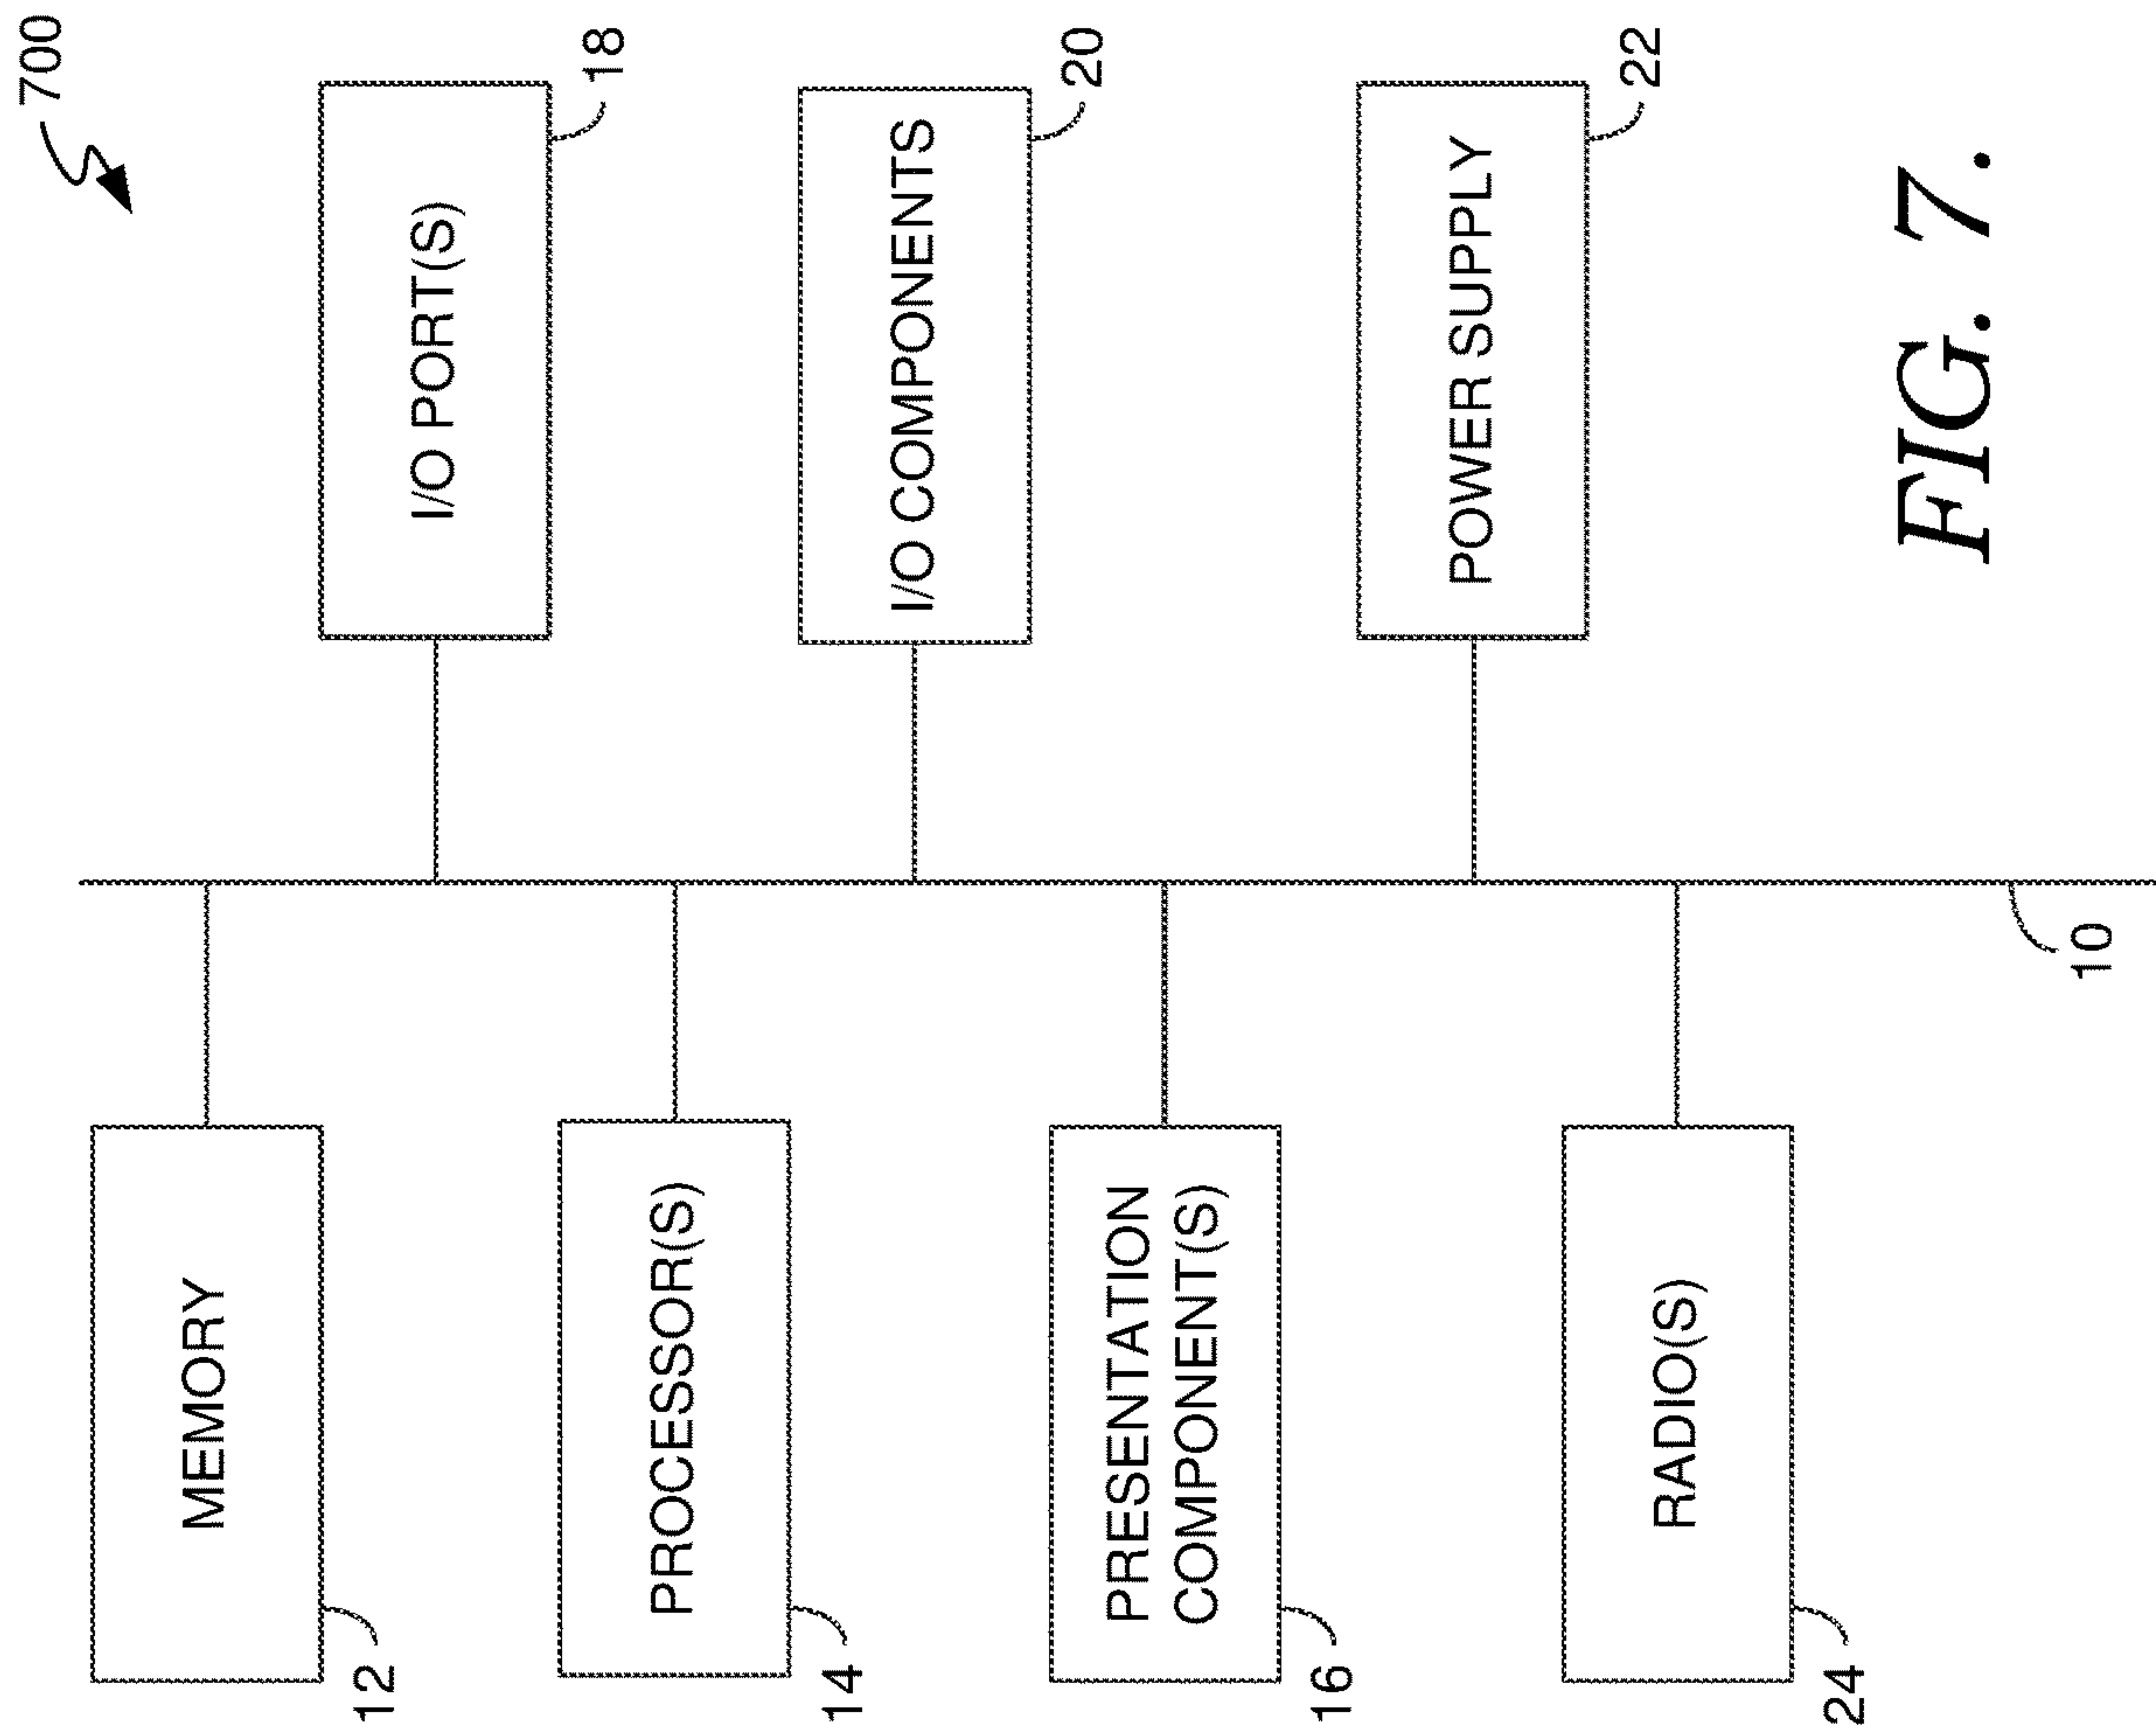 700
MEMORY
12
I/O PORT(S)
18
PROCESSOR(S)
14
I/O COMPONENTS
20
PRESENTATION
COMPONENT(S)
16
POWER SUPPLY
22
RADIO(S)
24
10
FIG. 7.